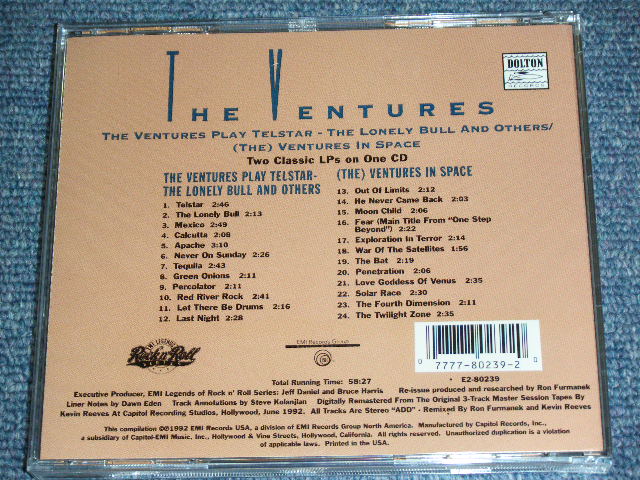 DOLTON
RECORDS
THE VENTURES
THE VENTURES PLAY TELSTAR - THE LONELY BULL AND OTHERS/
(THE) VENTURES IN SPACE
Two Classic LPs on One CD
THE VENTURES PLAY TELSTAR-
THE LONELY BULL AND OTHERS
1. Telstar 2:46
2. The Lonely Bull 2:13
3. Mexico 2:49
4. Calcutta 2:08
5. Apache 3:10
6. Never On Sunday 2:26
7. Tequila 2:43
8. Green Onions 2:11
9. Percolator 2:11
10. Red River Rock 2:41
11. Let There Be Drums 2:16
12. Last Night 2:28
(THE) VENTURES IN SPACE
13. Out Of Limits 2:12
14. He Never Came Back 2:03
15. Moon Child 2:06
16. Fear (Main Title From "One Step
Beyond") 2:22
17. Exploration In Terror 2:14
18. War Of The Satellites 1:56
19. The Bat 2:19
20. Penetration 2:06
21. Love Goddess Of Venus 2:35
22. Solar Race 2:30
23. The Fourth Dimension 2:11
24. The Twilight Zone 2:35
EMI LEGENDS
Rock n' Roll
EMI Records Group
0 7777-80239-2 0
Total Running Time: 58:27
• E2-80239
Executive Producer, EMI Legends of Rock n' Roll Series: Jeff Daniel and Bruce Harris Re-issue produced and researched by Ron Furmanek
Liner Notes by Dawn Eden Track Annotations by Steve Kolanjian Digitally Remastered From The Original 3-Track Master Session Tapes By
Kevin Reeves At Capitol Recording Studios, Hollywood, June 1992. All Tracks Are Stereo "ADD" - Remixed By Ron Furmanek and Kevin Reeves
This compilation ℗©1992 EMI Records USA, a division of EMI Records Group North America. Manufactured by Capitol Records, Inc.,
a subsidiary of Capitol-EMI Music, Inc., Hollywood & Vine Streets, Hollywood, California. All rights reserved. Unauthorized duplication is a violation
of applicable laws. Printed in the USA.